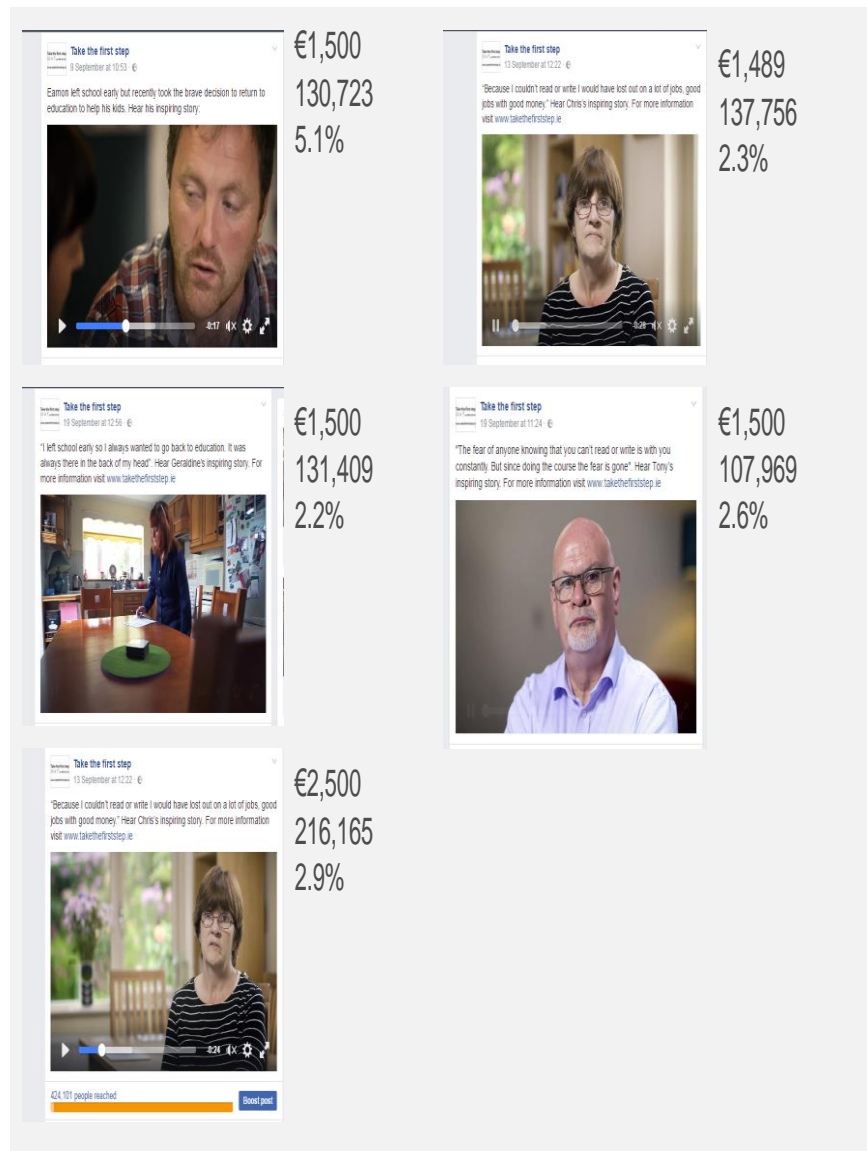 Take the first step
9 September at 10:53
Eamon left school early but recently took the brave decision to return to
education to help his kids. Hear his inspiring story:
-0:17
€1,500
130,723
5.1%
Take the first step
13 September at 12:22
"Because I couldn't read or write I would have lost out on a lot of jobs, good
jobs with good money." Hear Chris's inspiring story. For more information
visit www.takethefirststep.ie
€1,489
137,756
2.3%
Take the first step
19 September at 12:56
"I left school early so I always wanted to go back to education. It was
always there in the back of my head". Hear Geraldine's inspiring story. For
more information visit www.takethefirststep.ie
€1,500
131,409
2.2%
Take the first step
19 September at 11:24
"The fear of anyone knowing that you can't read or write is with you
constantly. But since doing the course the fear is gone". Hear Tony's
inspiring story. For more information visit www.takethefirststep.ie
€1,500
107,969
2.6%
Take the first step
13 September at 12:22
"Because I couldn't read or write I would have lost out on a lot of jobs, good
jobs with good money." Hear Chris's inspiring story. For more information
visit www.takethefirststep.ie
-0:24
424,101 people reached
Boost post
€2,500
216,165
2.9%